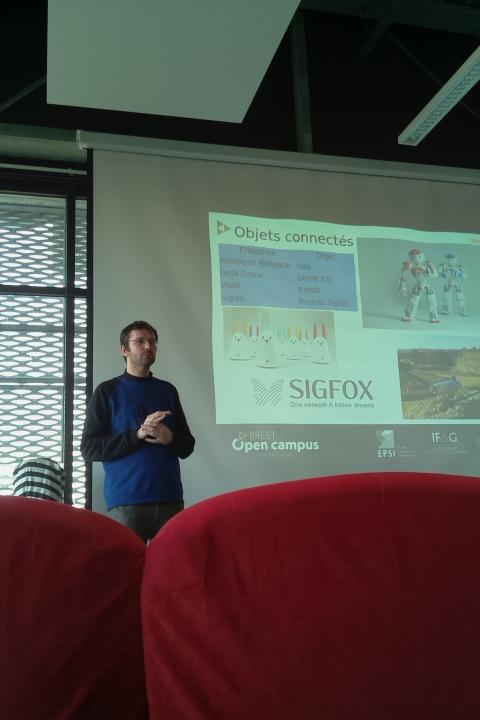 Objets connectés
Entreprise Objet
Aldebaran Robotics Nao
Delta Drone Drone 2.0
Violet Karotz
Sigfox Réseau Sigfox
SIGFOX
One network A billion dreams
BREST
Open campus
EPSI
IFAG